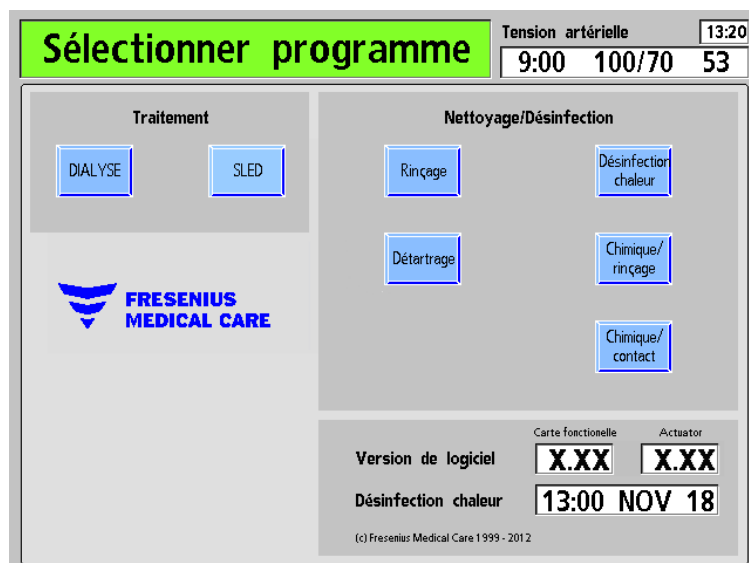 Sélectionner programme
Tension artérielle 13:20
9:00 100/70 53
Traitement
DIALYSE SLED
FRESENIUS
MEDICAL CARE
Nettoyage/Désinfection
Rinçage
Désinfection
chaleur
Détartrage
Chimique/
rinçage
Chimique/
contact
Carte fonctionelle Actuator
Version de logiciel X.XX X.XX
Désinfection chaleur 13:00 NOV 18
(c) Fresenius Medical Care 1999 - 2012